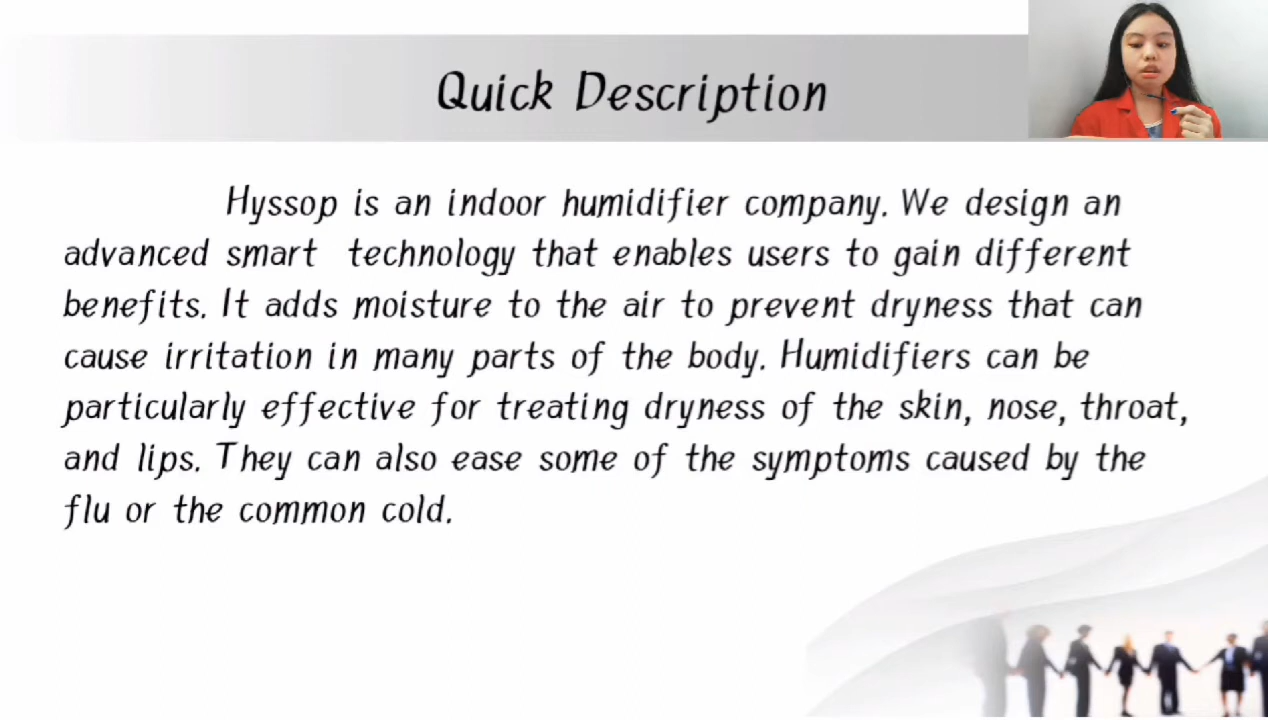 Quick Description
Hyssop is an indoor humidifier company. We design an
advanced smart technology that enables users to gain different
benefits. It adds moisture to the air to prevent dryness that can
cause irritation in many parts of the body. Humidifiers can be
particularly effective for treating dryness of the skin, nose, throat,
and lips. They can also ease some of the symptoms caused by the
flu or the common cold.